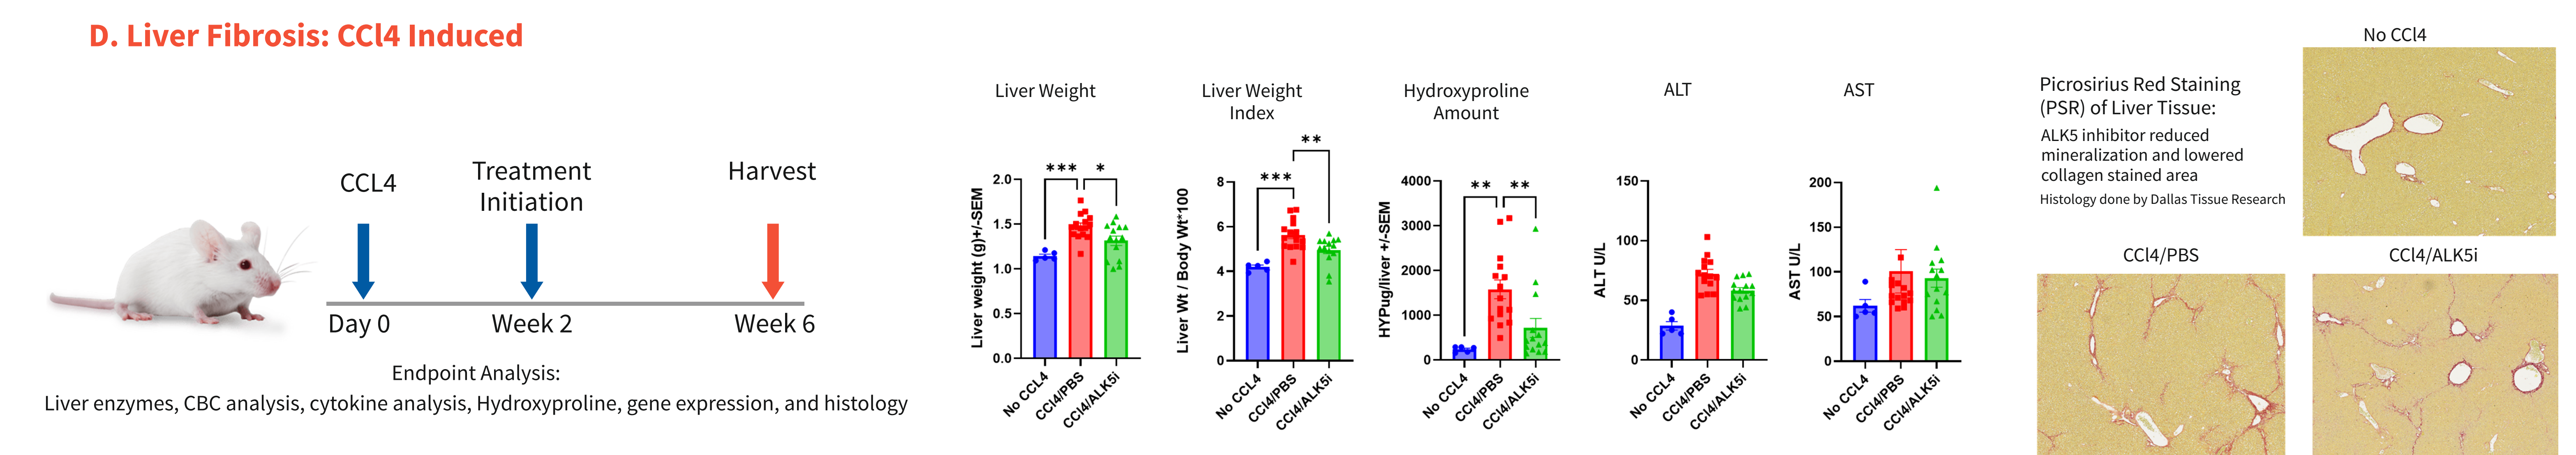 D. Liver Fibrosis: CCl4 Induced
CCL4
Treatment
Initiation
Harvest
Day 0
Week 2
Week 6
Endpoint Analysis:
Liver enzymes, CBC analysis, cytokine analysis, Hydroxyproline, gene expression, and histology
Liver Weight
Liver weight (g)+/-SEM
2.0
1.5
1.0
0.5
0.0
***
*
No CCL4
CCl4/PBS
CCl4/ALK5i
Liver Weight
Index
Liver Wt / Body Wt*100
8
6
4
2
0
***
**
No CCL4
CCl4/PBS
CCl4/ALK5i
Hydroxyproline
Amount
HYPug/liver +/-SEM
4000
3000
2000
1000
0
**
**
No CCL4
CCl4/PBS
CCl4/ALK5i
ALT
ALT U/L
150
100
50
0
No CCL4
CCl4/PBS
CCl4/ALK5i
AST
AST U/L
200
150
100
50
0
No CCL4
CCl4/PBS
CCl4/ALK5i
Picrosirius Red Staining
(PSR) of Liver Tissue:
ALK5 inhibitor reduced
mineralization and lowered
collagen stained area
Histology done by Dallas Tissue Research
No CCl4
CCl4/PBS
CCl4/ALK5i